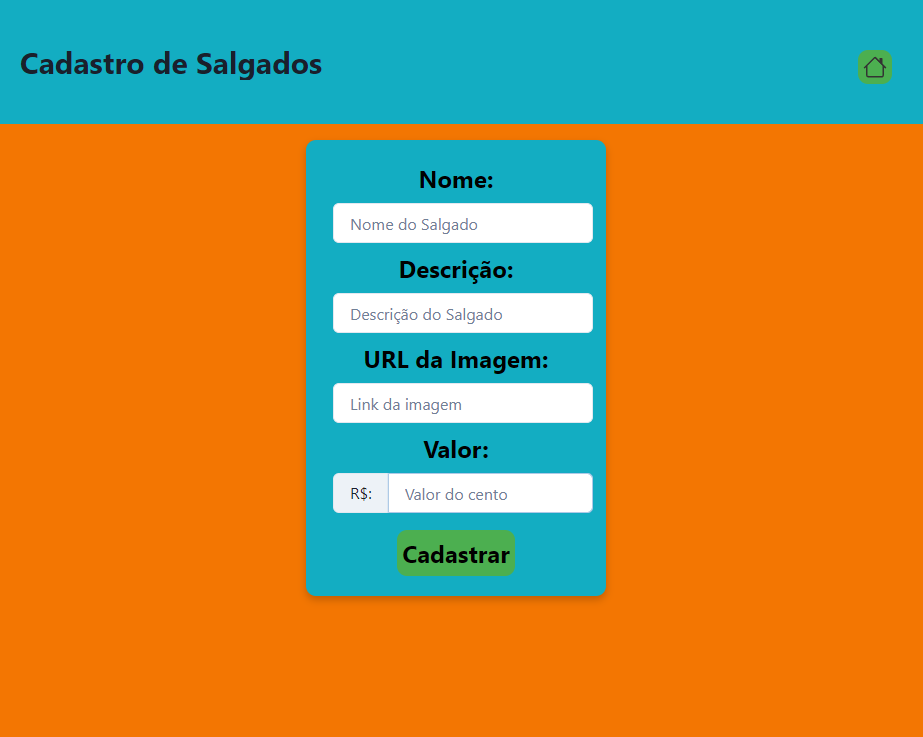 Cadastro de Salgados
Nome:
Nome do Salgado
Descrição:
Descrição do Salgado
URL da Imagem:
Link da imagem
Valor:
R$: Valor do cento
Cadastrar